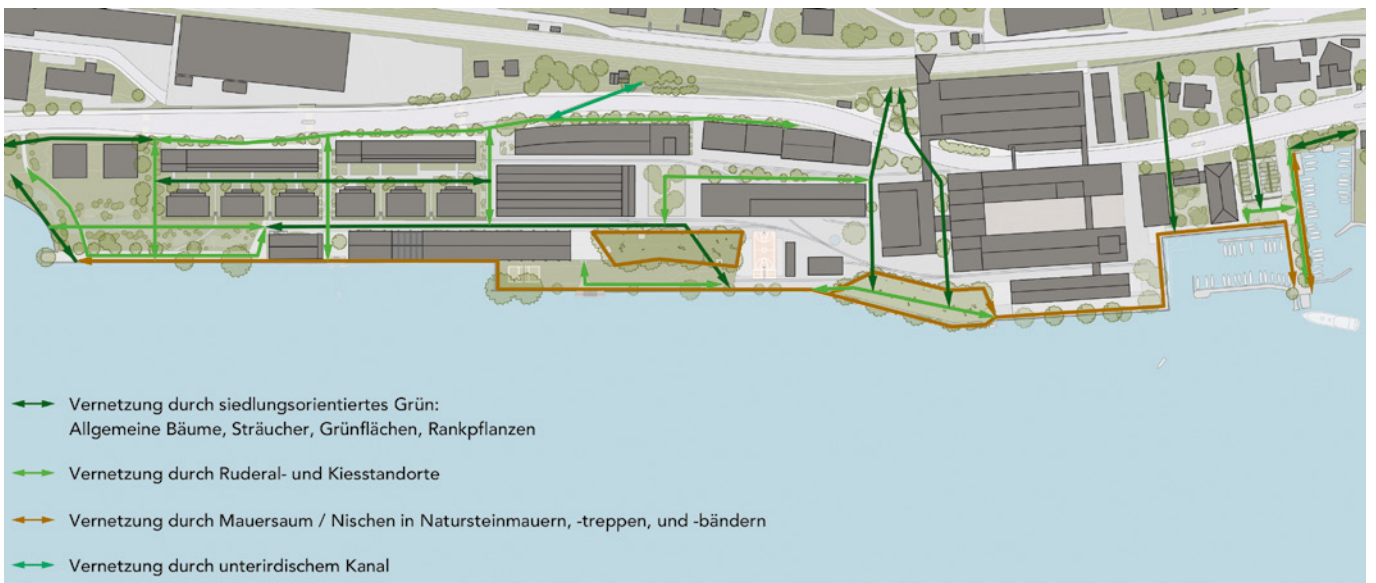 Vernetzung durch siedlungsorientiertes Grün:
Allgemeine Bäume, Sträucher, Grünflächen, Rankpflanzen
Vernetzung durch Ruderal- und Kiesstandorte
Vernetzung durch Mauersaum / Nischen in Natursteinmauern, -treppen, und -bändern
Vernetzung durch unterirdischem Kanal